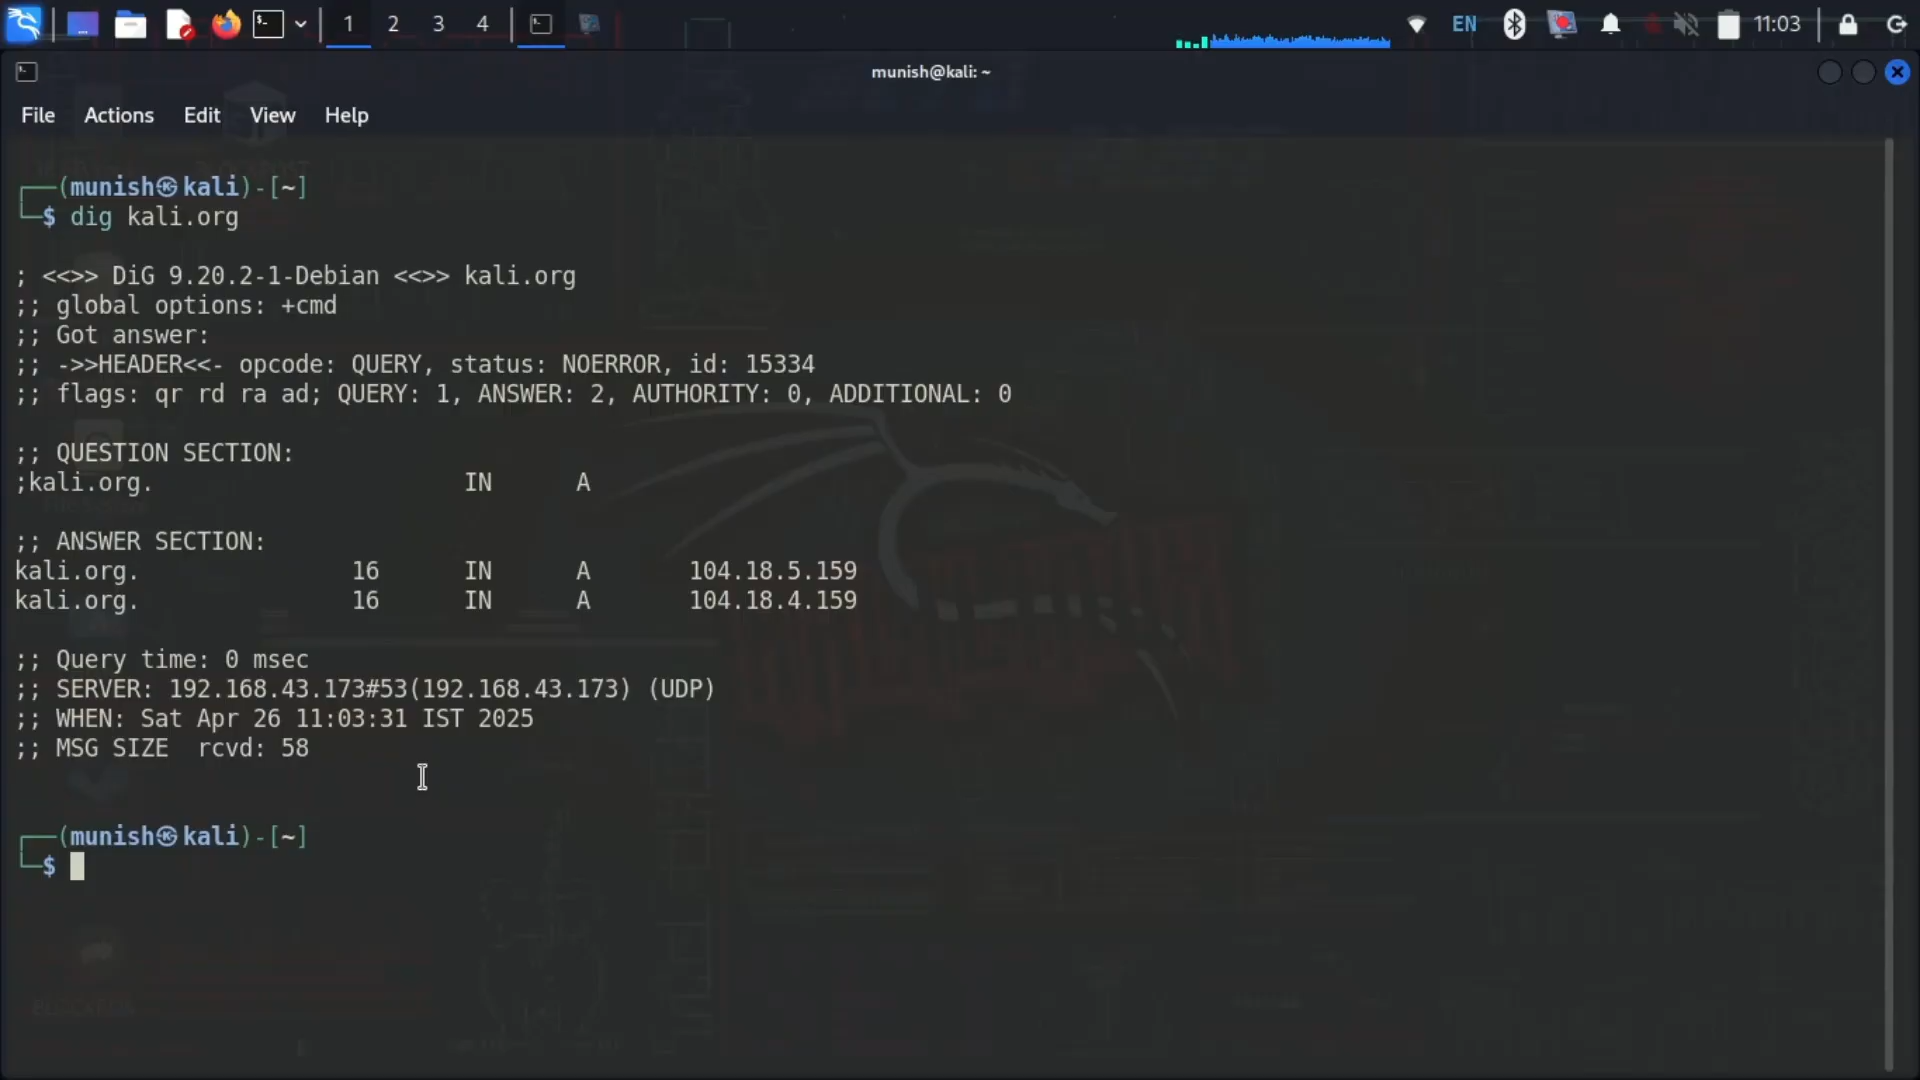 1 2 3 4 EN 11:03
munish@kali: ~
File Actions Edit View Help
┌──(munish㉿kali)-[~]
└─$ dig kali.org
; <<>> DiG 9.20.2-1-Debian <<>> kali.org
;; global options: +cmd
;; Got answer:
;; ->>HEADER<<- opcode: QUERY, status: NOERROR, id: 15334
;; flags: qr rd ra ad; QUERY: 1, ANSWER: 2, AUTHORITY: 0, ADDITIONAL: 0
;; QUESTION SECTION:
;kali.org. IN A
;; ANSWER SECTION:
kali.org. 16 IN A 104.18.5.159
kali.org. 16 IN A 104.18.4.159
;; Query time: 0 msec
;; SERVER: 192.168.43.173#53(192.168.43.173) (UDP)
;; WHEN: Sat Apr 26 11:03:31 IST 2025
;; MSG SIZE  rcvd: 58
┌──(munish㉿kali)-[~]
└─$